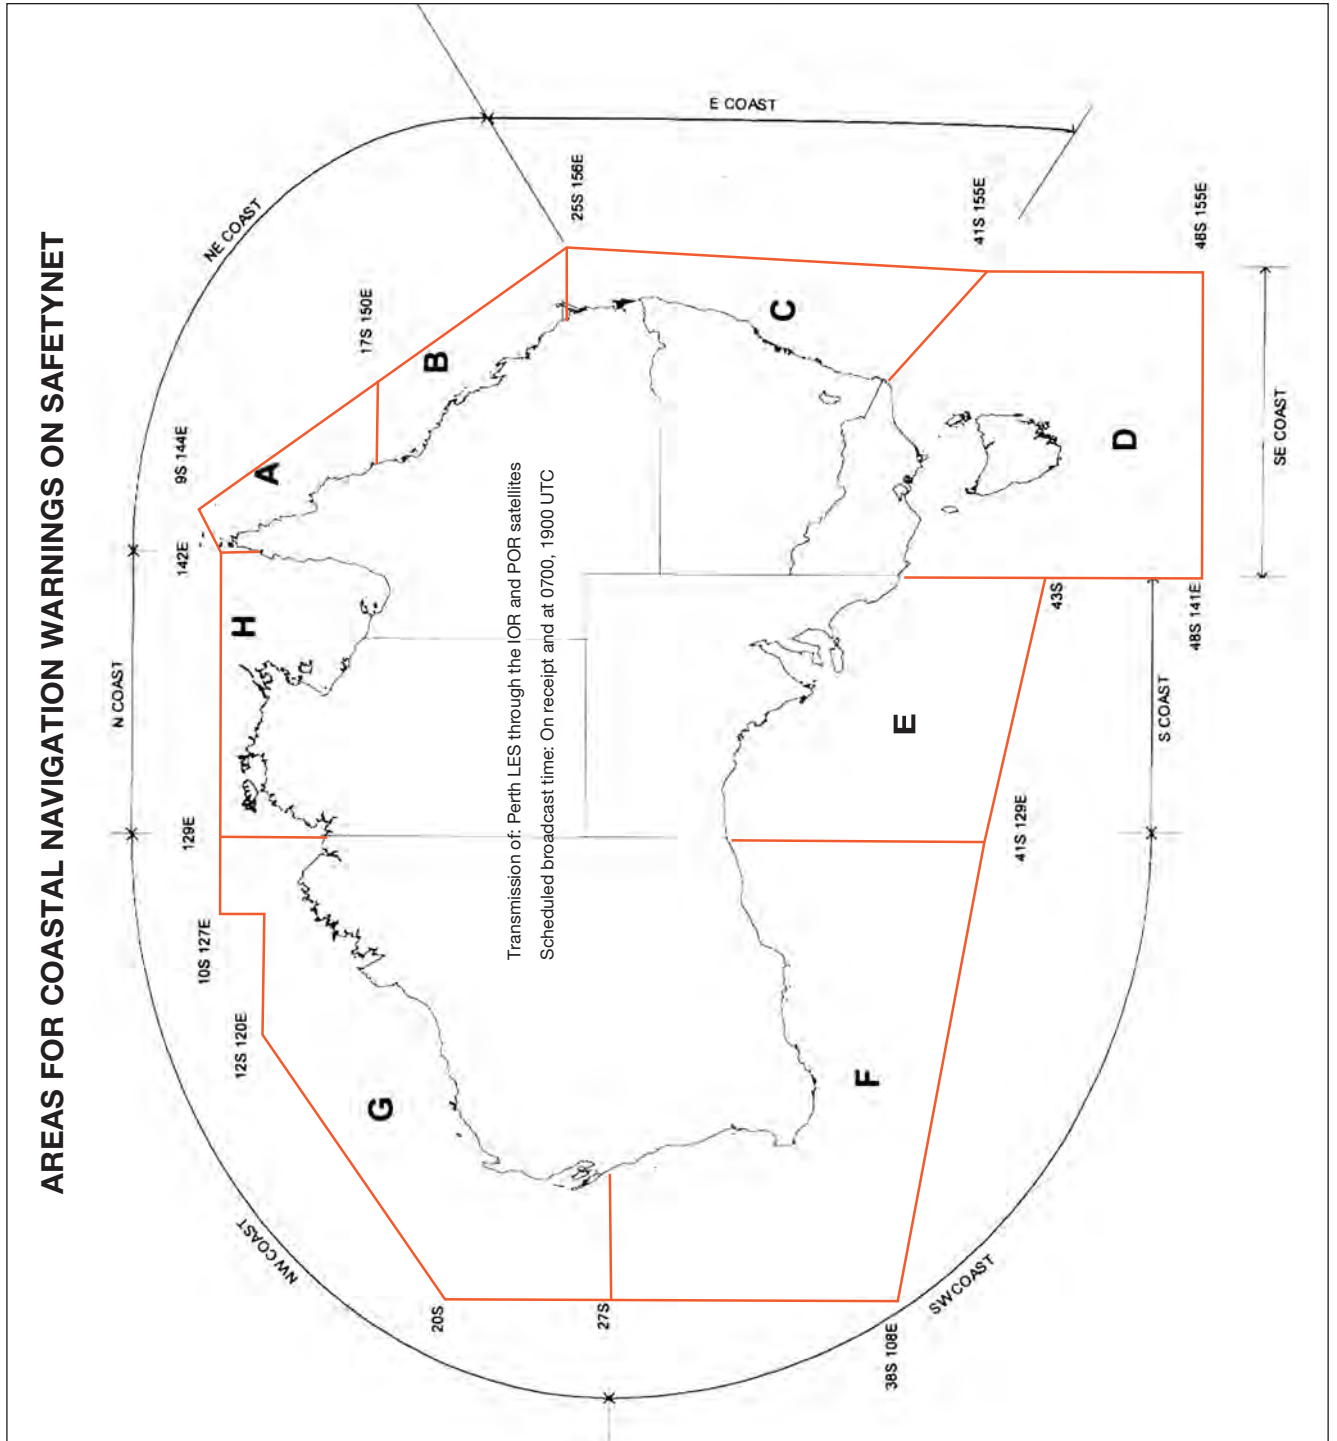 AREAS FOR COASTAL NAVIGATION WARNINGS ON SAFETYNET
N COAST
NE COAST
E COAST
NW COAST
SW COAST
S COAST
SE COAST
10S 127E
129E
142E
9S 144E
12S 120E
17S 150E
20S
25S 156E
27S
38S 108E
41S 129E
43S
41S 155E
48S 141E
48S 155E
A
B
C
D
E
F
G
H
Transmission of: Perth LES through the IOR and POR satellites
Scheduled broadcast time: On receipt and at 0700, 1900 UTC